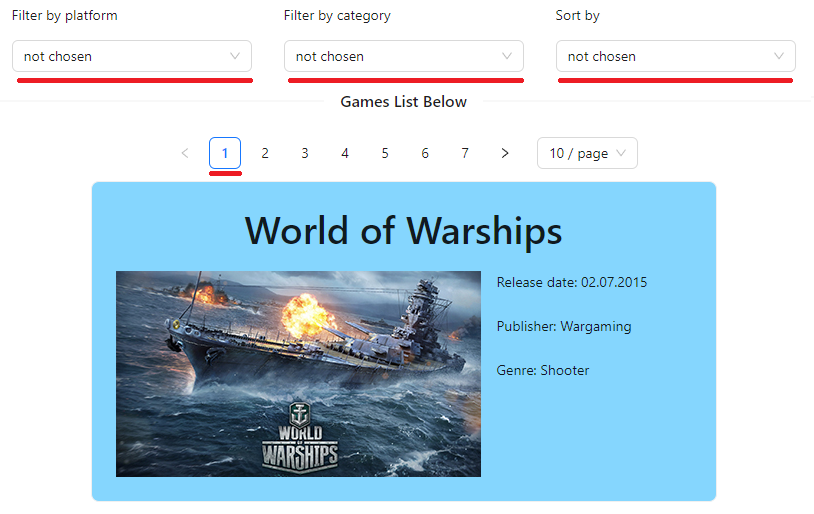 Filter by platform
Filter by category
Sort by
not chosen
not chosen
not chosen
Games List Below
1 2 3 4 5 6 7
10 / page
World of Warships
Release date: 02.07.2015
Publisher: Wargaming
Genre: Shooter
WORLD
OF
WARSHIPS